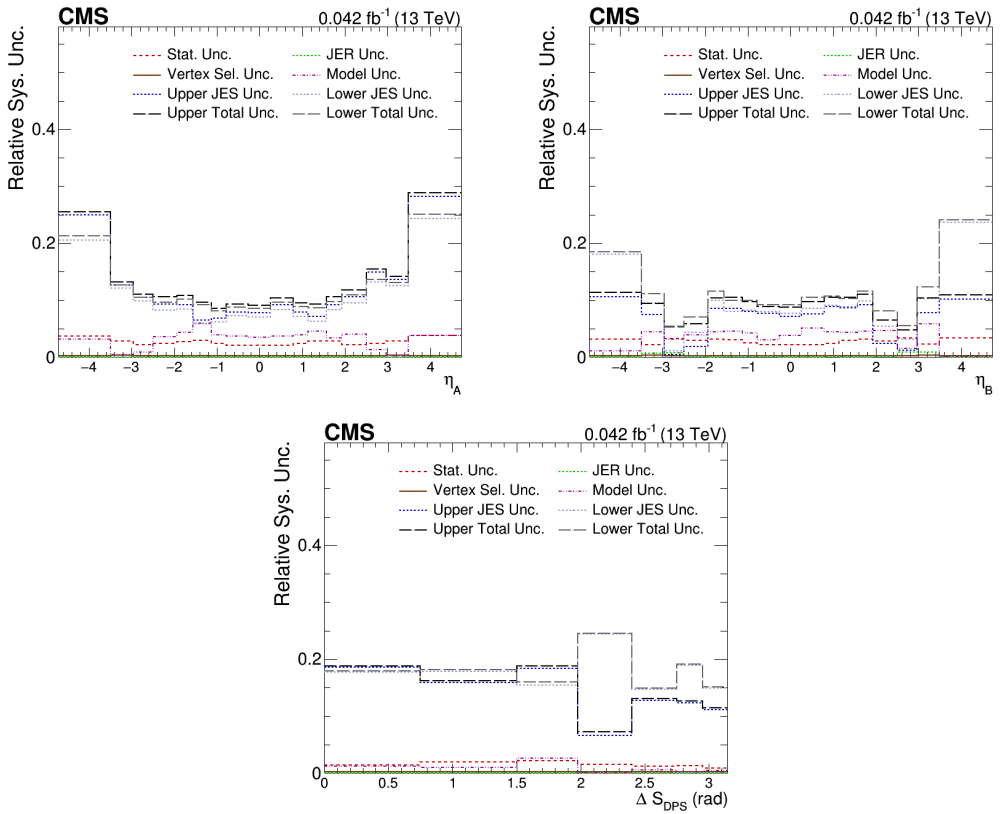 CMS 0.042 fb⁻¹ (13 TeV)
Relative Sys. Unc.
Stat. Unc. JER Unc.
Vertex Sel. Unc. Model Unc.
Upper JES Unc. Lower JES Unc.
Upper Total Unc. Lower Total Unc.
0.4
0.2
0
−4 −3 −2 −1 0 1 2 3 4
η_A
CMS 0.042 fb⁻¹ (13 TeV)
Relative Sys. Unc.
Stat. Unc. JER Unc.
Vertex Sel. Unc. Model Unc.
Upper JES Unc. Lower JES Unc.
Upper Total Unc. Lower Total Unc.
0.4
0.2
0
−4 −3 −2 −1 0 1 2 3 4
η_B
CMS 0.042 fb⁻¹ (13 TeV)
Relative Sys. Unc.
Stat. Unc. JER Unc.
Vertex Sel. Unc. Model Unc.
Upper JES Unc. Lower JES Unc.
Upper Total Unc. Lower Total Unc.
0.4
0.2
0
0 0.5 1 1.5 2 2.5 3
Δ S_DPS (rad)